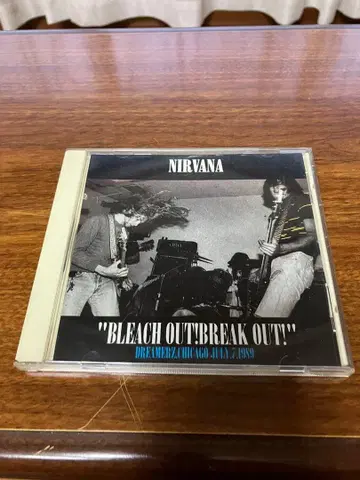 NIRVANA
"BLEACH OUT!BREAK OUT!"
DREAMERZ,CHICAGO JULY.7.1989